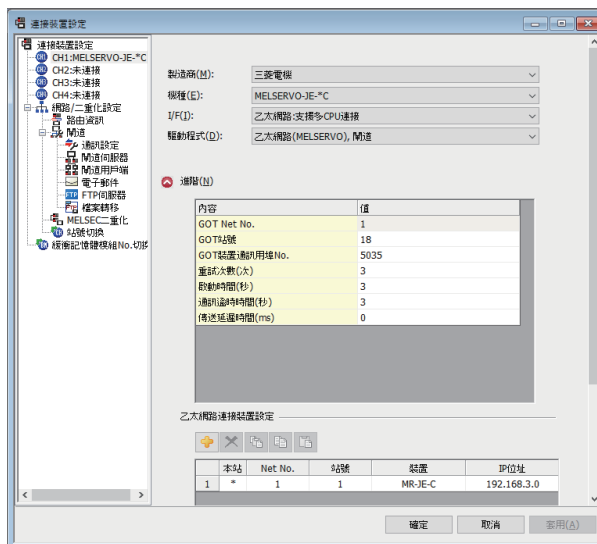 連接裝置設定
連接裝置設定
CH1:MELSERVO-JE-*C
CH2:未連接
CH3:未連接
CH4:未連接
網路/二重化設定
路由資訊
閘道
通訊設定
閘道伺服器
閘道用戶端
電子郵件
FTP伺服器
檔案轉移
MELSEC二重化
站號切換
緩衝記憶體模組No.切換
製造商(M): 三菱電機
機種(E): MELSERVO-JE-*C
I/F(I): 乙太網路:支援多CPU連接
驅動程式(D): 乙太網路(MELSERVO), 閘道
進階(N)
內容 值
GOT Net No. 1
GOT站號 18
GOT裝置通訊用埠No. 5035
重試次數(次) 3
啟動時間(秒) 3
通訊逾時時間(秒) 3
傳送延遲時間(ms) 0
乙太網路連接裝置設定
本站 Net No. 站號 裝置 IP位址
1 * 1 1 MR-JE-C 192.168.3.0
確定 取消 套用(A)